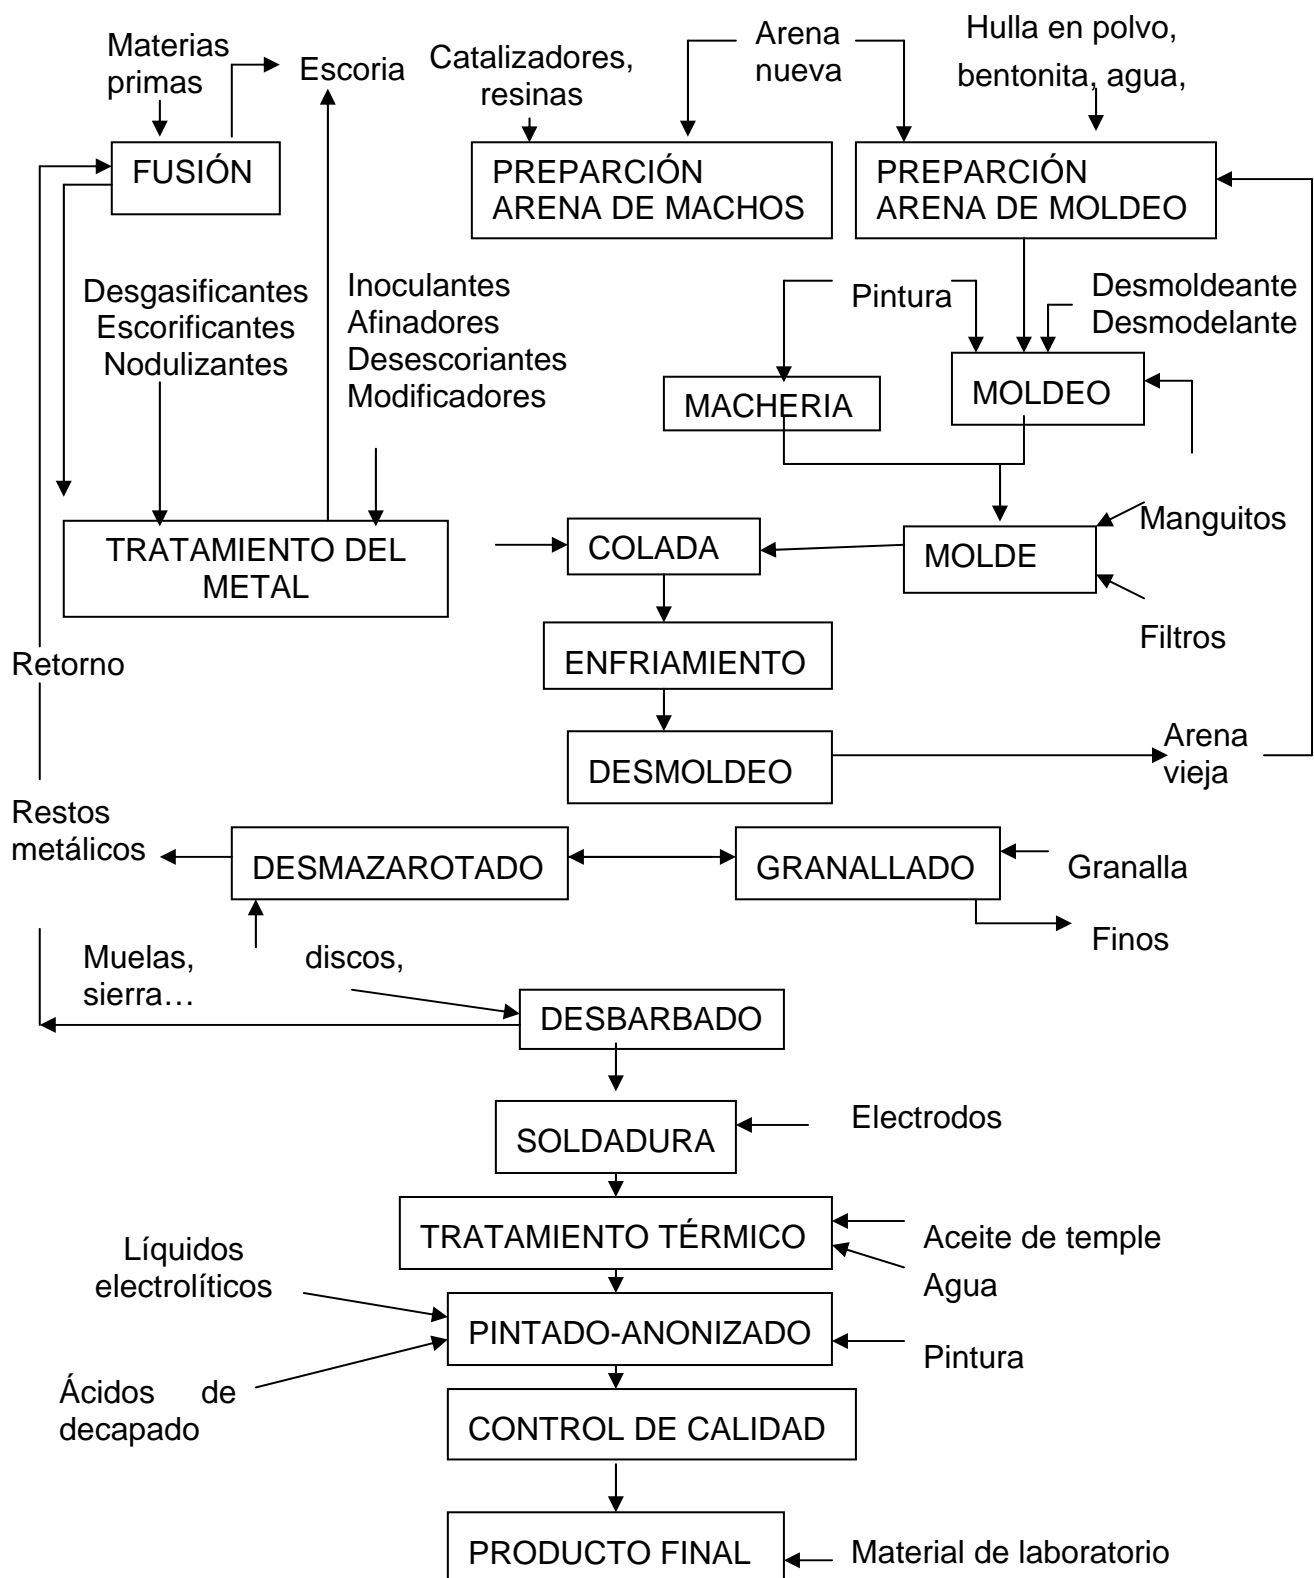 Materias
primas
Escoria
Catalizadores,
resinas
Arena
nueva
Hulla en polvo,
bentonita, agua,
FUSIÓN
PREPARCIÓN
ARENA DE MACHOS
PREPARCIÓN
ARENA DE MOLDEO
Desgasificantes
Escorificantes
Nodulizantes
Inoculantes
Afinadores
Desescoriantes
Modificadores
Pintura
Desmoldeante
Desmodelante
MACHERIA
MOLDEO
TRATAMIENTO DEL
METAL
COLADA
MOLDE
Manguitos
Filtros
ENFRIAMIENTO
Retorno
DESMOLDEO
Arena
vieja
Restos
metálicos
DESMAZAROTADO
GRANALLADO
Granalla
Finos
Muelas, discos,
sierra…
DESBARBADO
SOLDADURA
Electrodos
TRATAMIENTO TÉRMICO
Aceite de temple
Agua
Líquidos
electrolíticos
PINTADO-ANONIZADO
Pintura
Ácidos de
decapado
CONTROL DE CALIDAD
PRODUCTO FINAL
Material de laboratorio